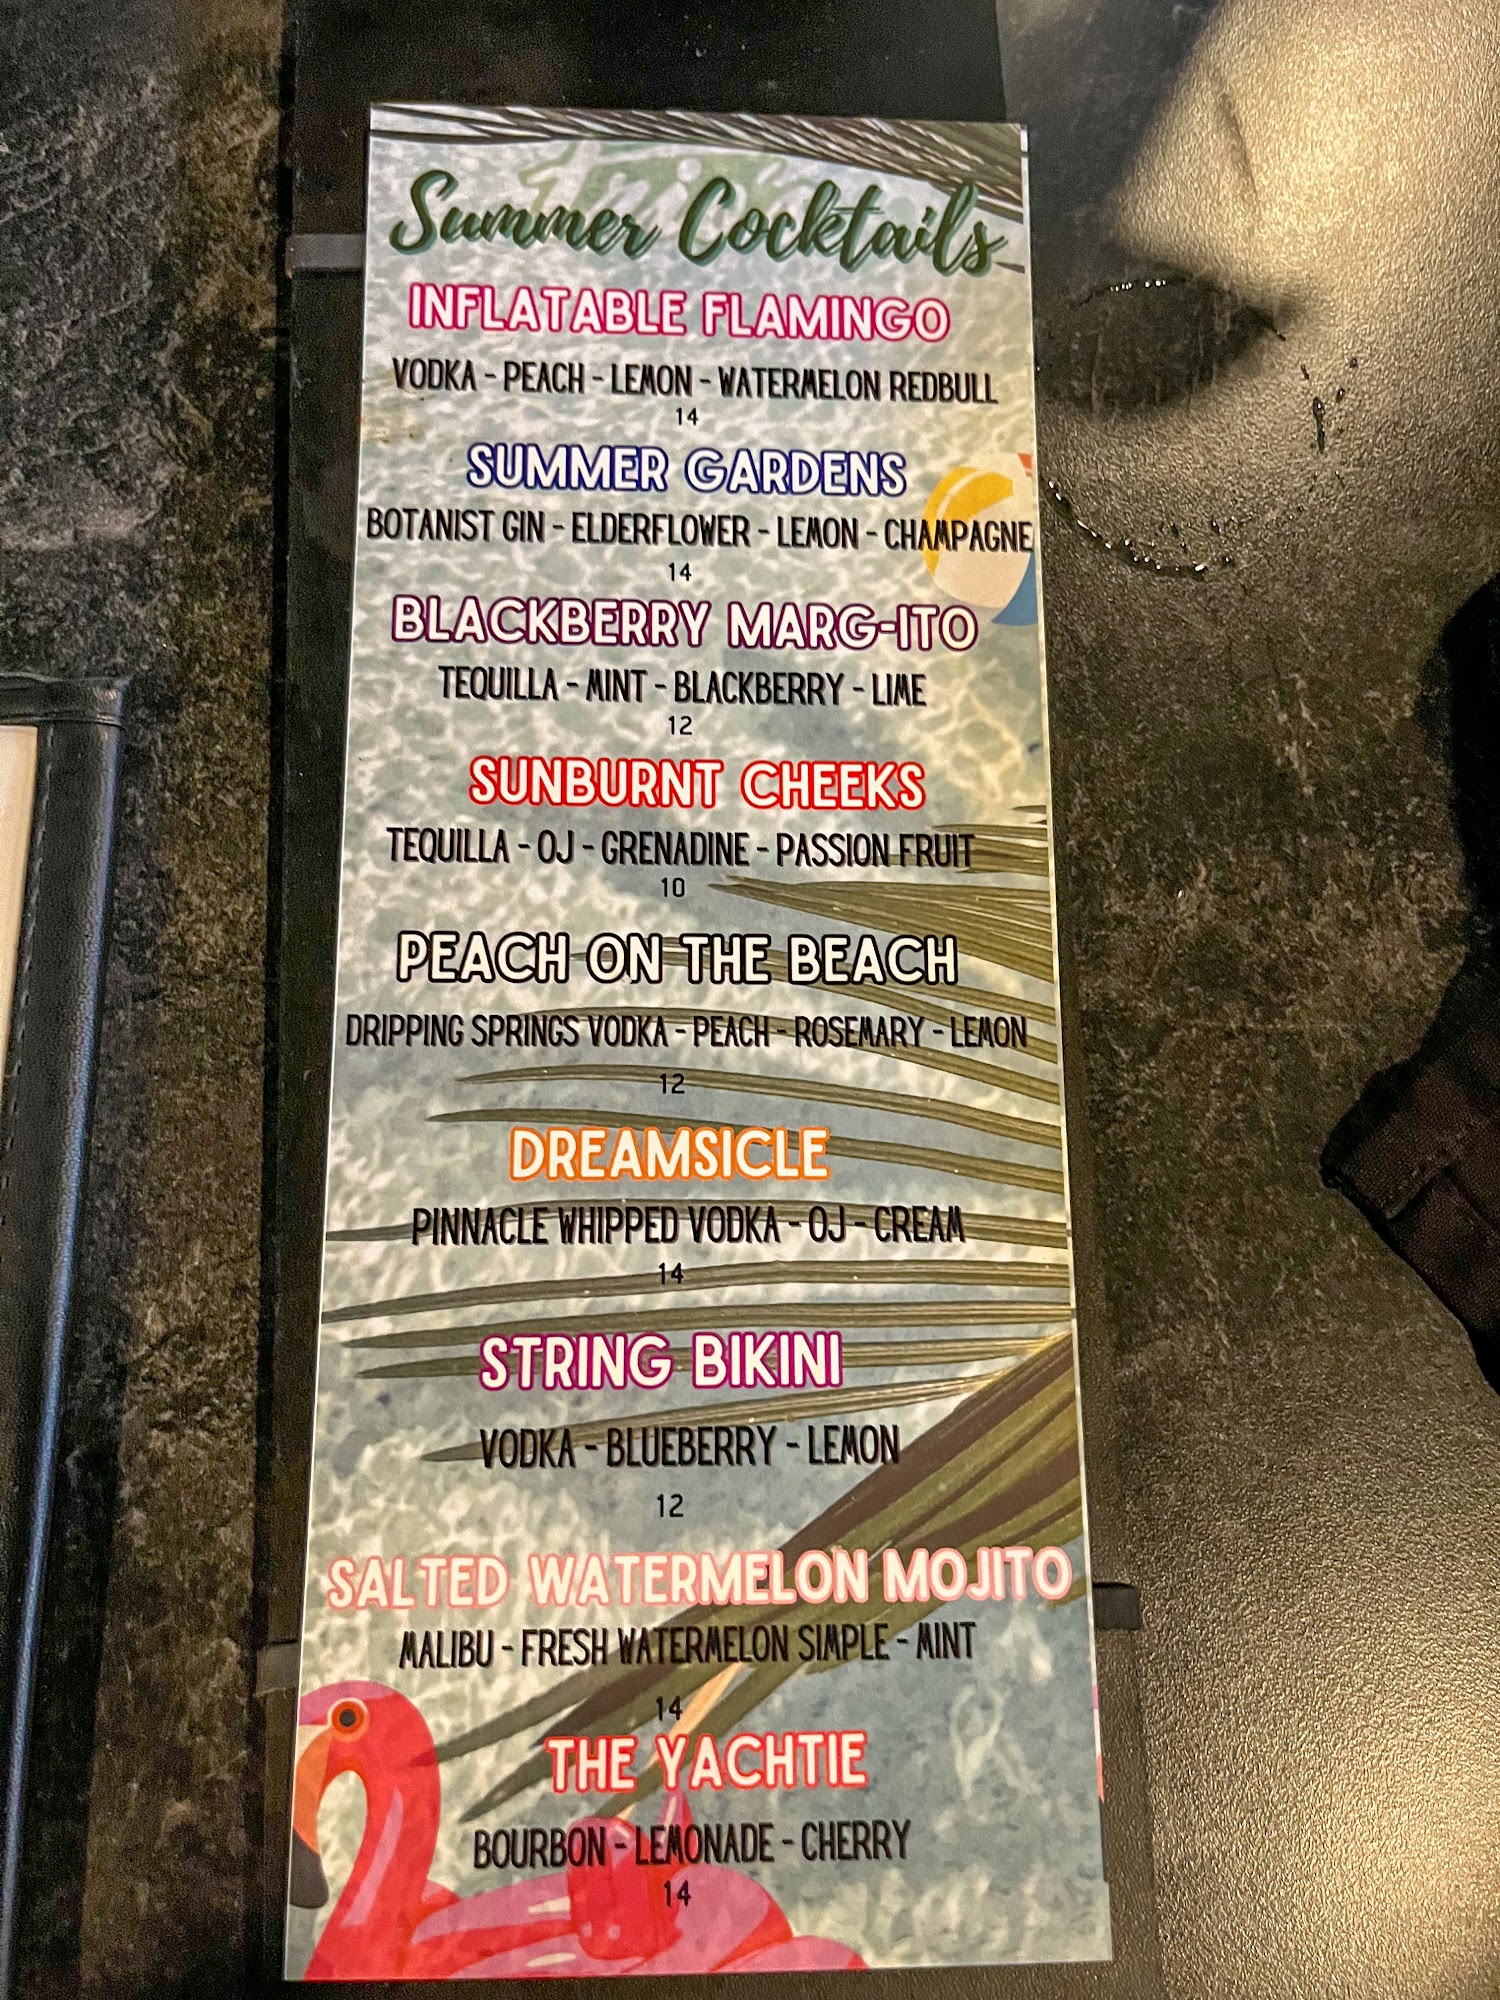 Summer Cocktails
INFLATABLE FLAMINGO
VODKA - PEACH - LEMON - WATERMELON REDBULL
14
SUMMER GARDENS
BOTANIST GIN - ELDERFLOWER - LEMON - CHAMPAGNE
14
BLACKBERRY MARG-ITO
TEQUILLA - MINT - BLACKBERRY - LIME
12
SUNBURNT CHEEKS
TEQUILLA - OJ - GRENADINE - PASSION FRUIT
10
PEACH ON THE BEACH
DRIPPING SPRINGS VODKA - PEACH - ROSEMARY - LEMON
12
DREAMSICLE
PINNACLE WHIPPED VODKA - OJ - CREAM
14
STRING BIKINI
VODKA - BLUEBERRY - LEMON
12
SALTED WATERMELON MOJITO
MALIBU - FRESH WATERMELON SIMPLE - MINT
14
THE YACHTIE
BOURBON - LEMONADE - CHERRY
14